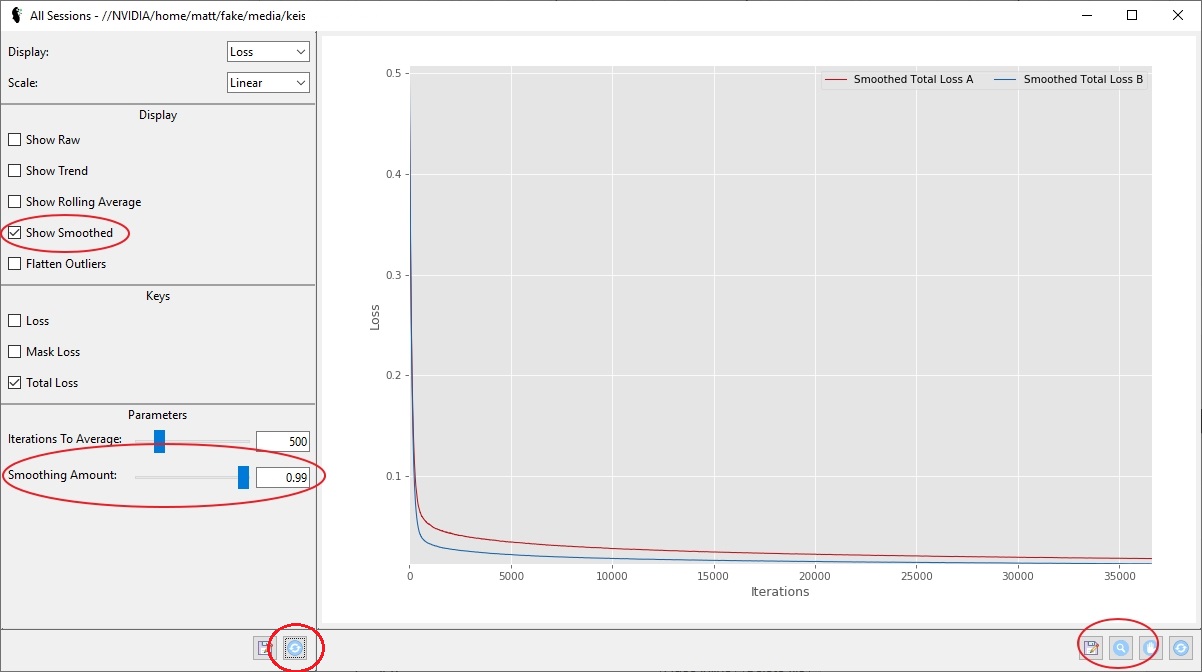 All Sessions - //NVIDIA/home/matt/fake/media/keis
Display:
Loss
Scale:
Linear
Display
Show Raw
Show Trend
Show Rolling Average
Show Smoothed
Flatten Outliers
Keys
Loss
Mask Loss
Total Loss
Parameters
Iterations To Average:
500
Smoothing Amount:
0.99
Smoothed Total Loss A
Smoothed Total Loss B
0.5
0.4
0.3
0.2
0.1
Loss
0 5000 10000 15000 20000 25000 30000 35000
Iterations